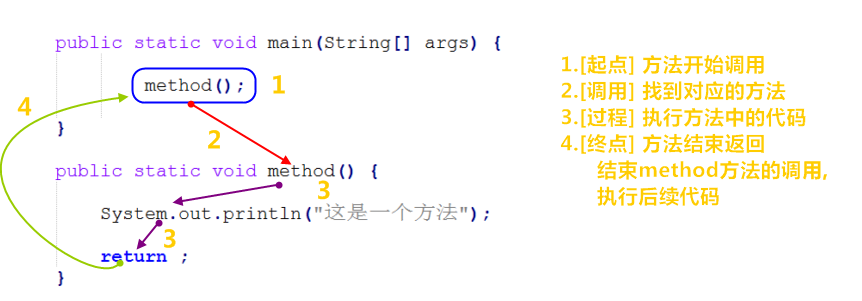 public static void main(String[] args) {
method(); 1
}
4
2
public static void method() {
3
System.out.println("这是一个方法");
3
return ;
}
1.[起点] 方法开始调用
2.[调用] 找到对应的方法
3.[过程] 执行方法中的代码
4.[终点] 方法结束返回
结束method方法的调用,
执行后续代码